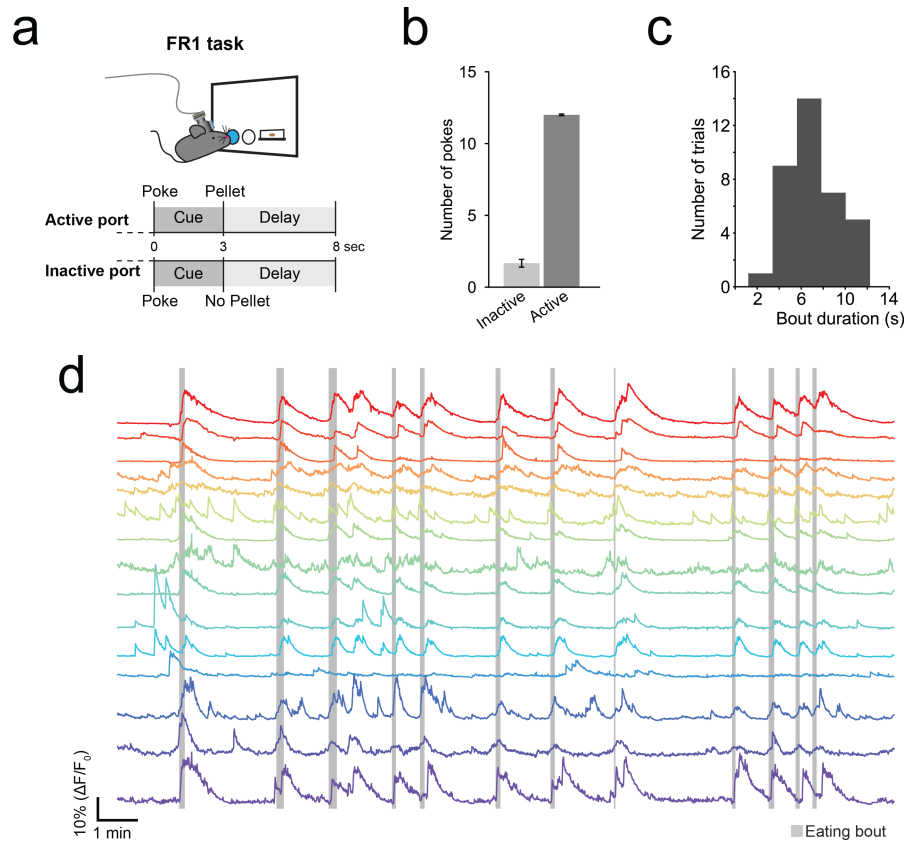 a
FR1 task
Poke Pellet
Active port
Cue Delay
0 3 8 sec
Inactive port
Cue Delay
Poke No Pellet
b
Number of pokes
15
10
5
0
Inactive Active
c
Number of trials
16
12
8
4
0
2 6 10 14
Bout duration (s)
d
10% (ΔF/F0)
1 min
Eating bout